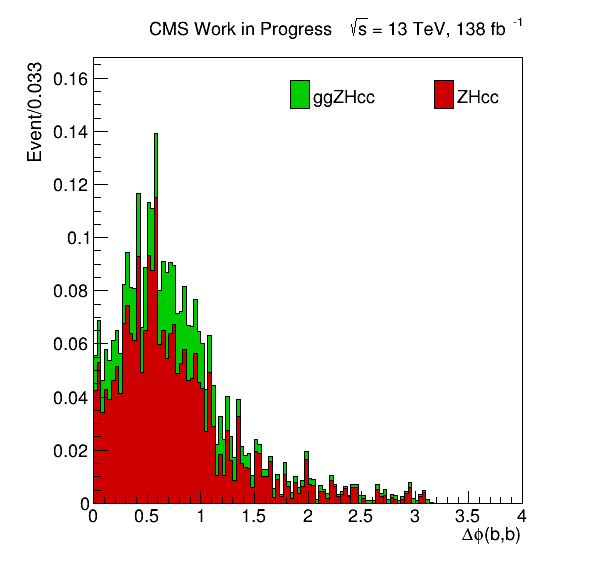 CMS Work in Progress √s = 13 TeV, 138 fb -1
Event/0.033
ggZHcc
ZHcc
0.16
0.14
0.12
0.1
0.08
0.06
0.04
0.02
0
0 0.5 1 1.5 2 2.5 3 3.5 4
Δϕ(b,b)